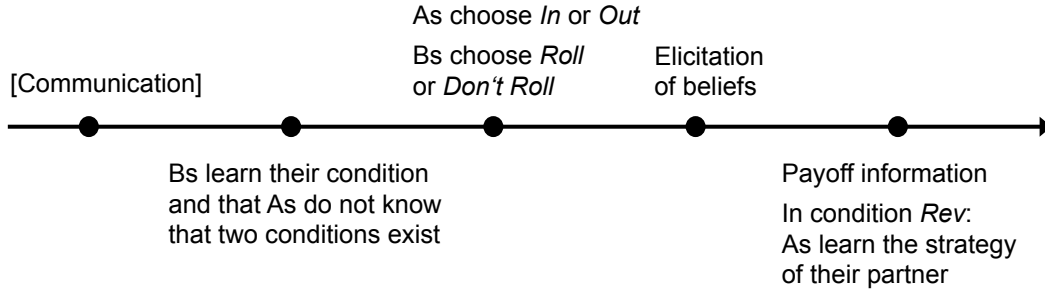 As choose In or Out
Bs choose Roll
or Don‘t Roll
Elicitation
of beliefs
[Communication]
Bs learn their condition
and that As do not know
that two conditions exist
Payoff information
In condition Rev:
As learn the strategy
of their partner